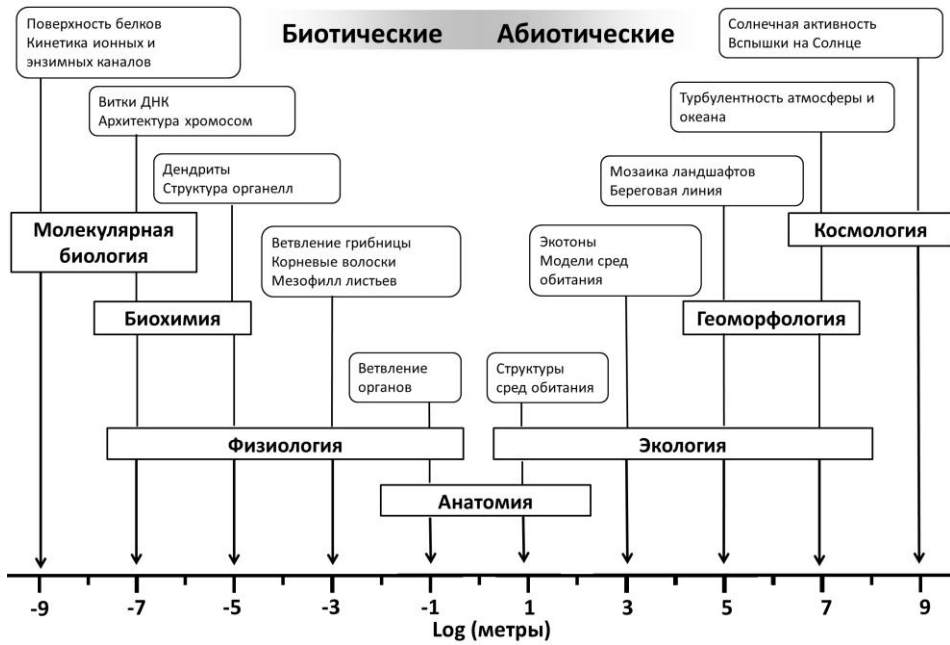 Биотические Абиотические
Поверхность белков
Кинетика ионных и
энзимных каналов
Солнечная активность
Вспышки на Солнце
Витки ДНК
Архитектура хромосом
Турбулентность атмосферы и
океана
Дендриты
Структура органелл
Мозаика ландшафтов
Береговая линия
Молекулярная
биология
Космология
Ветвление грибницы
Корневые волоски
Мезофилл листьев
Экотоны
Модели сред
обитания
Биохимия
Геоморфология
Ветвление
органов
Структуры
сред обитания
Физиология
Экология
Анатомия
-9 -7 -5 -3 -1 1 3 5 7 9
Log (метры)